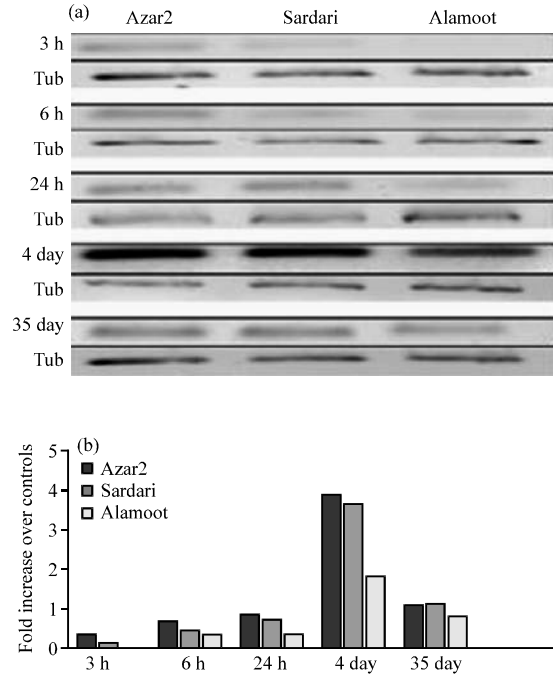 (a) Azar2 Sardari Alamoot
3 h
Tub
6 h
Tub
24 h
Tub
4 day
Tub
35 day
Tub
(b)
Fold increase over controls
5
4
3
2
1
0
Azar2
Sardari
Alamoot
3 h 6 h 24 h 4 day 35 day